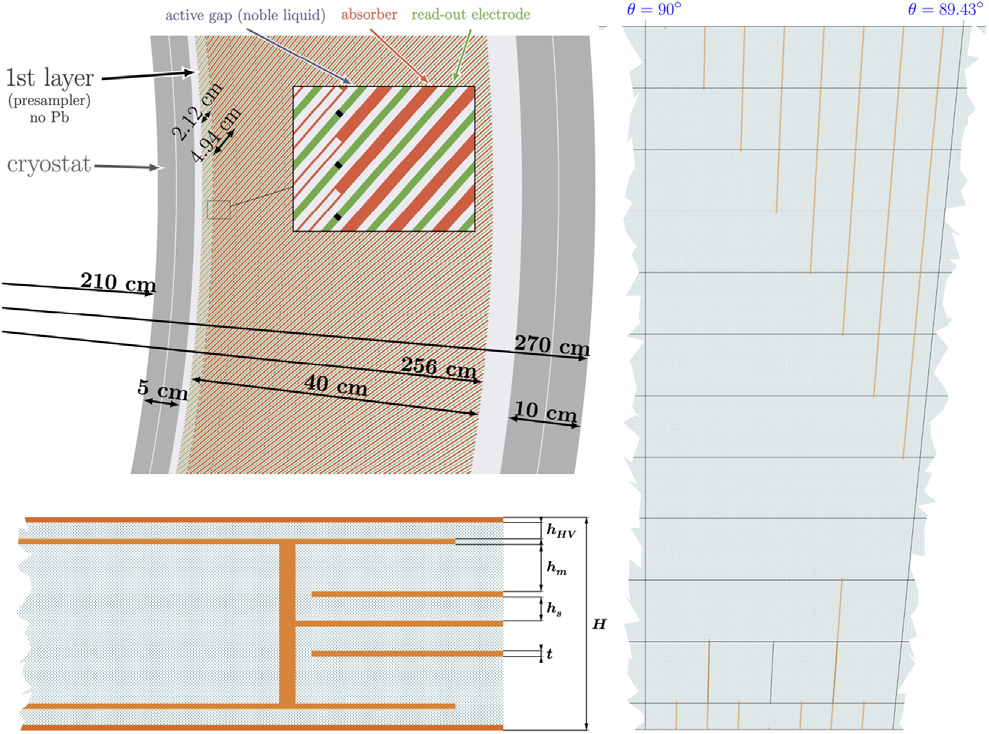 active gap (noble liquid) absorber read-out electrode
1st layer
(presampler)
no Pb
cryostat
2.12 cm
4.94 cm
210 cm
270 cm
256 cm
40 cm
5 cm
10 cm
h_HV
h_m
h_s
t
H
θ = 90° θ = 89.43°